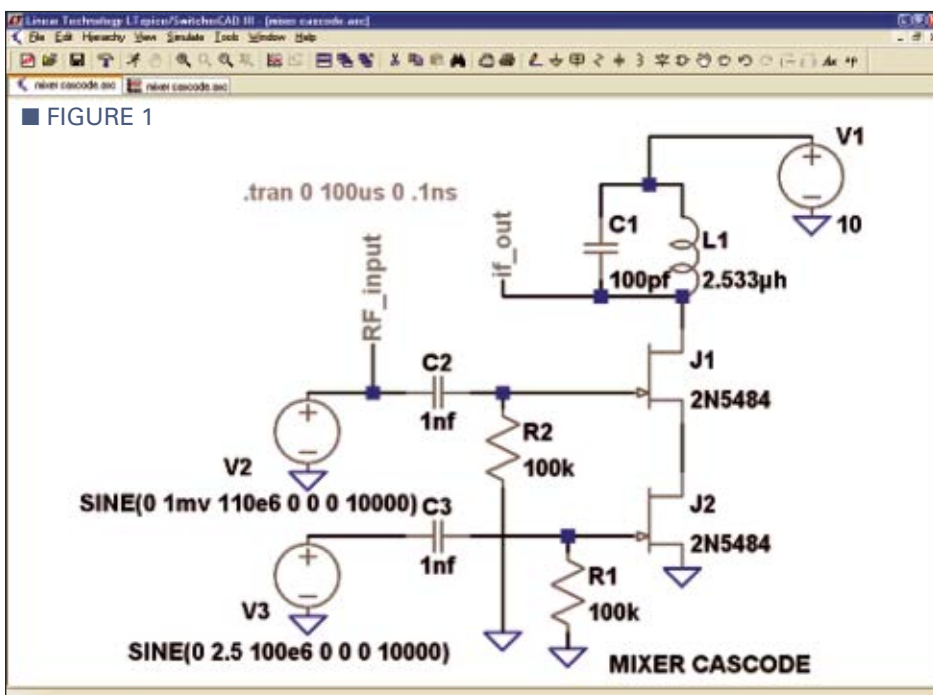 Linear Technology LTspice/SwitcherCAD III - [mixer cascode.asc]
File Edit Hierarchy View Simulate Tools Window Help
mixer cascode.asc mixer cascode.asc
FIGURE 1
V1
.tran 0 100us 0 .1ns
10
C1
L1
100pf
2.533µh
if_out
RF_input
C2
1nf
J1
2N5484
R2
100k
V2
SINE(0 1mv 110e6 0 0 0 10000)
C3
1nf
J2
2N5484
R1
100k
V3
SINE(0 2.5 100e6 0 0 0 10000)
MIXER CASCODE